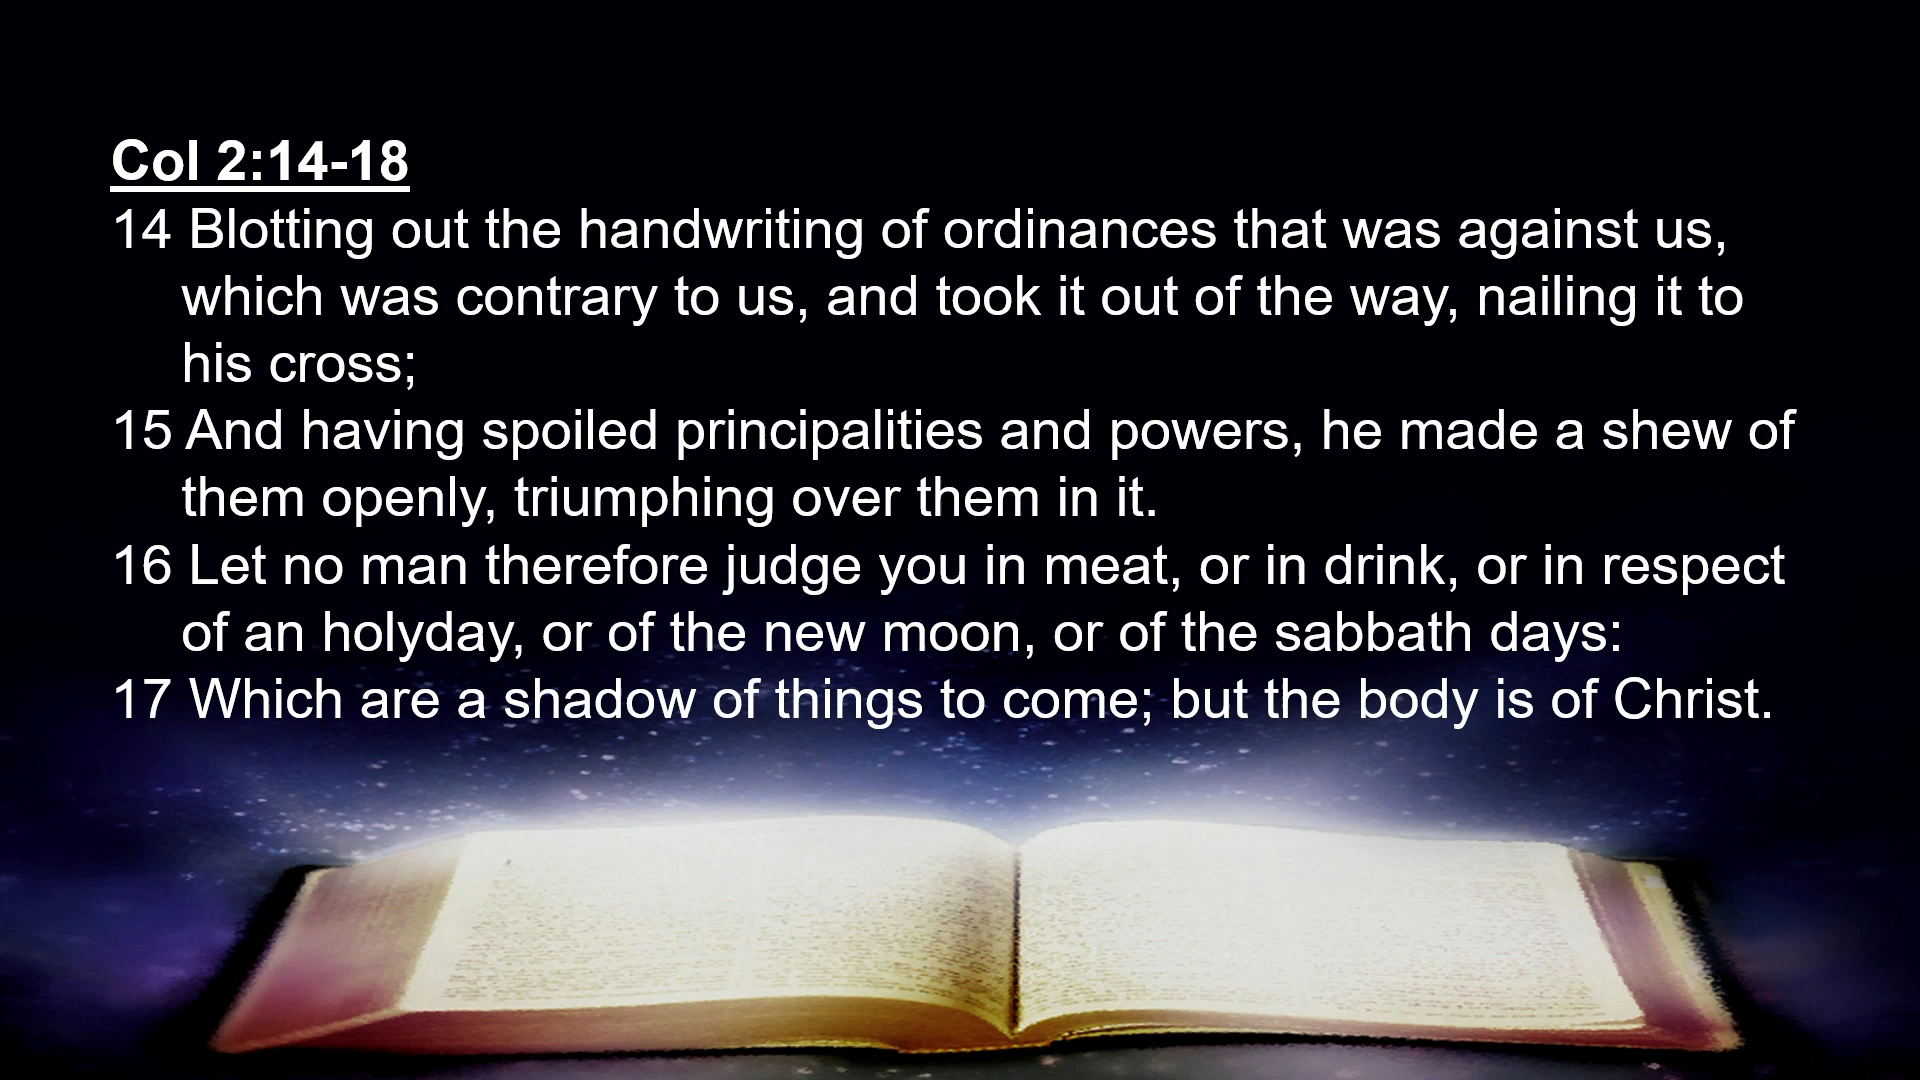 Col 2:14-18
14 Blotting out the handwriting of ordinances that was against us,
which was contrary to us, and took it out of the way, nailing it to
his cross;
15 And having spoiled principalities and powers, he made a shew of
them openly, triumphing over them in it.
16 Let no man therefore judge you in meat, or in drink, or in respect
of an holyday, or of the new moon, or of the sabbath days:
17 Which are a shadow of things to come; but the body is of Christ.